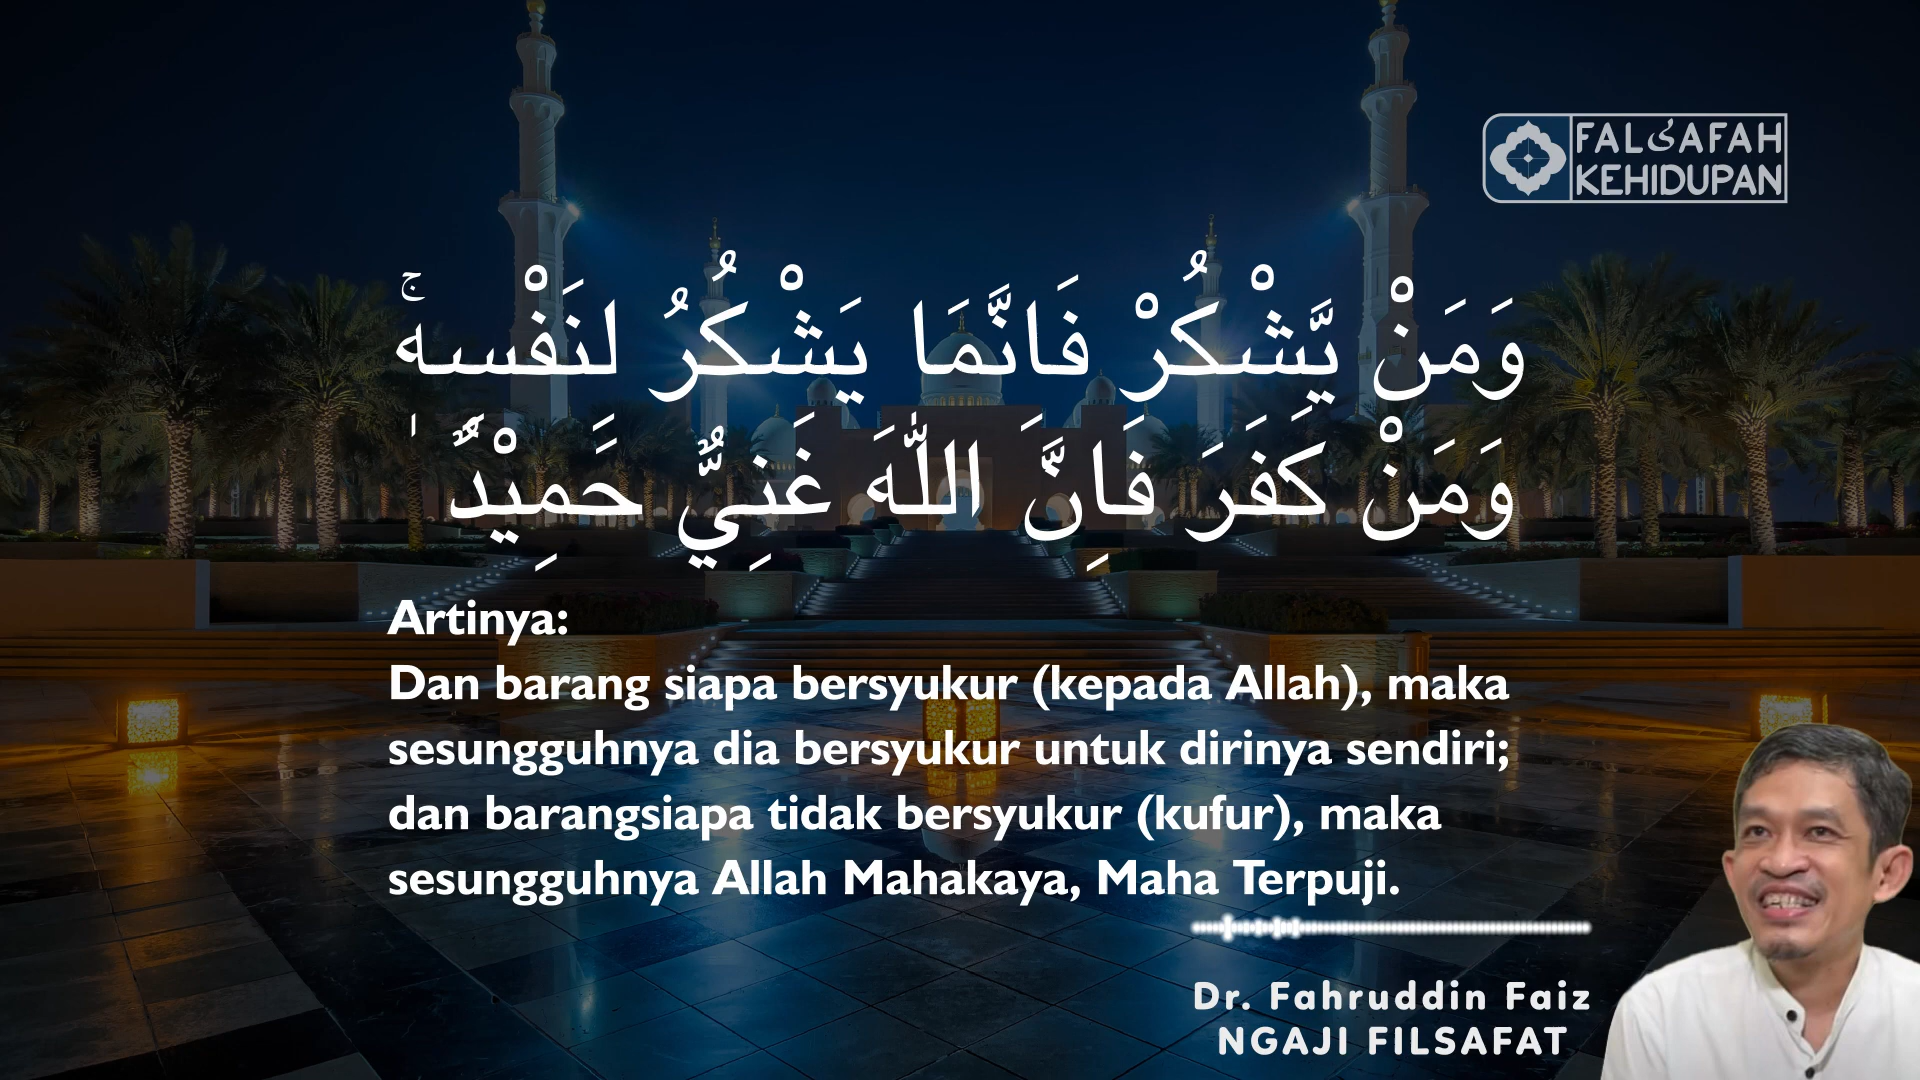 FALسAFAH
KEHIDUPAN
وَمَنْ يَّشْكُرْ فَاِنَّمَا يَشْكُرُ لِنَفْسِهٖۚ
وَمَنْ كَفَرَ فَاِنَّ اللّٰهَ غَنِيٌّ حَمِيْدٌ
Artinya:
Dan barang siapa bersyukur (kepada Allah), maka
sesungguhnya dia bersyukur untuk dirinya sendiri;
dan barangsiapa tidak bersyukur (kufur), maka
sesungguhnya Allah Mahakaya, Maha Terpuji.
Dr. Fahruddin Faiz
NGAJI FILSAFAT